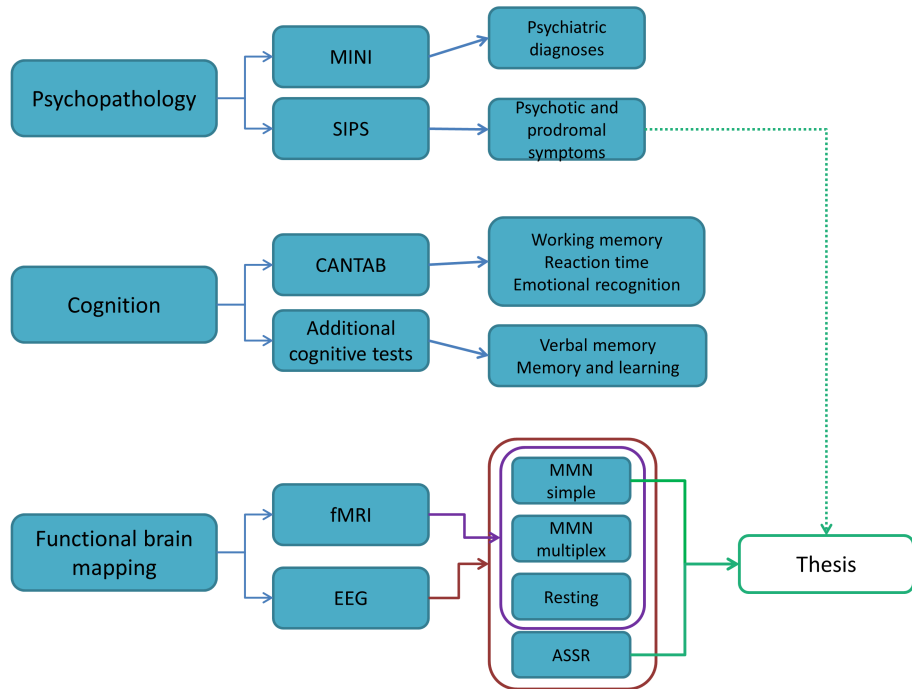 Psychopathology
MINI
SIPS
Psychiatric
diagnoses
Psychotic and
prodromal
symptoms
Cognition
CANTAB
Additional
cognitive tests
Working memory
Reaction time
Emotional recognition
Verbal memory
Memory and learning
Functional brain
mapping
fMRI
EEG
MMN
simple
MMN
multiplex
Resting
ASSR
Thesis